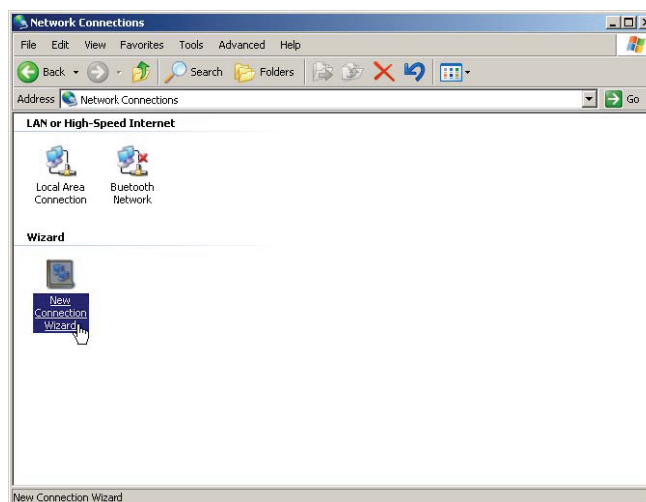 Network Connections
File Edit View Favorites Tools Advanced Help
Back Search Folders
Address Network Connections Go
LAN or High-Speed Internet
Local Area Connection
Buetooth Network
Wizard
New
Connection
Wizard
New Connection Wizard